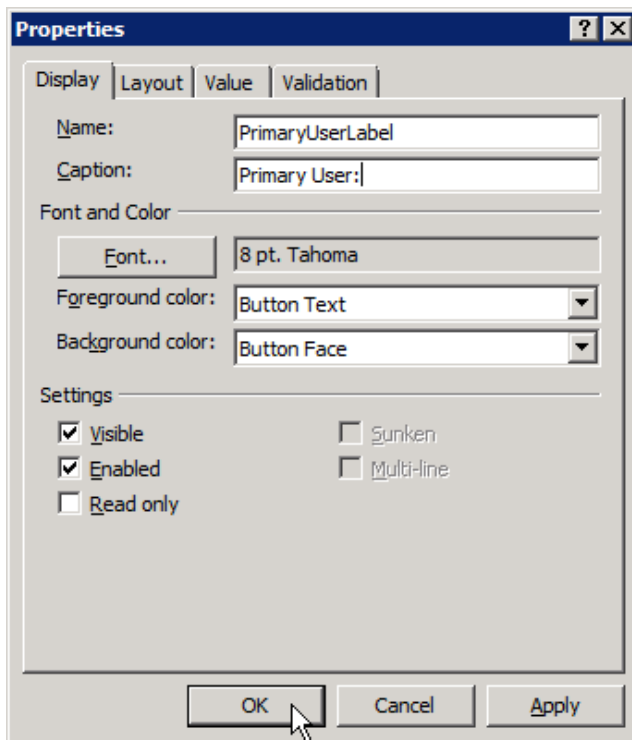 Properties
Display Layout Value Validation
Name: PrimaryUserLabel
Caption: Primary User:
Font and Color
Font... 8 pt. Tahoma
Foreground color: Button Text
Background color: Button Face
Settings
Visible Sunken
Enabled Multi-line
Read only
OK Cancel Apply